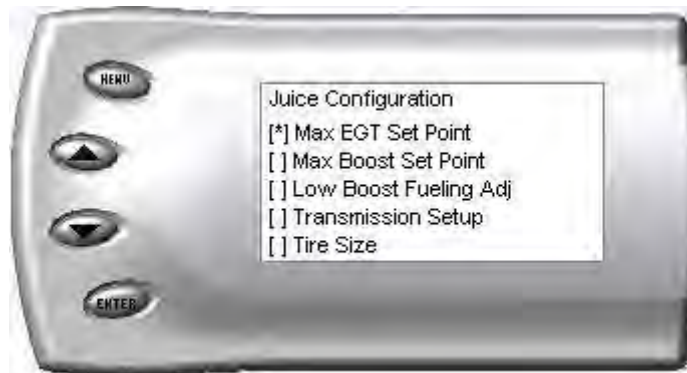 MENU
Juice Configuration
[*] Max EGT Set Point
[ ] Max Boost Set Point
[ ] Low Boost Fueling Adj
[ ] Transmission Setup
[ ] Tire Size
ENTER